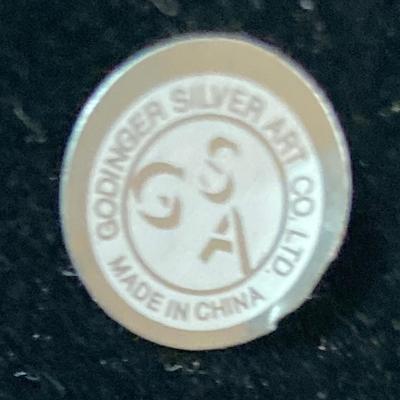 GODINGER SILVER ART CO. LTD.
GSA
MADE IN CHINA